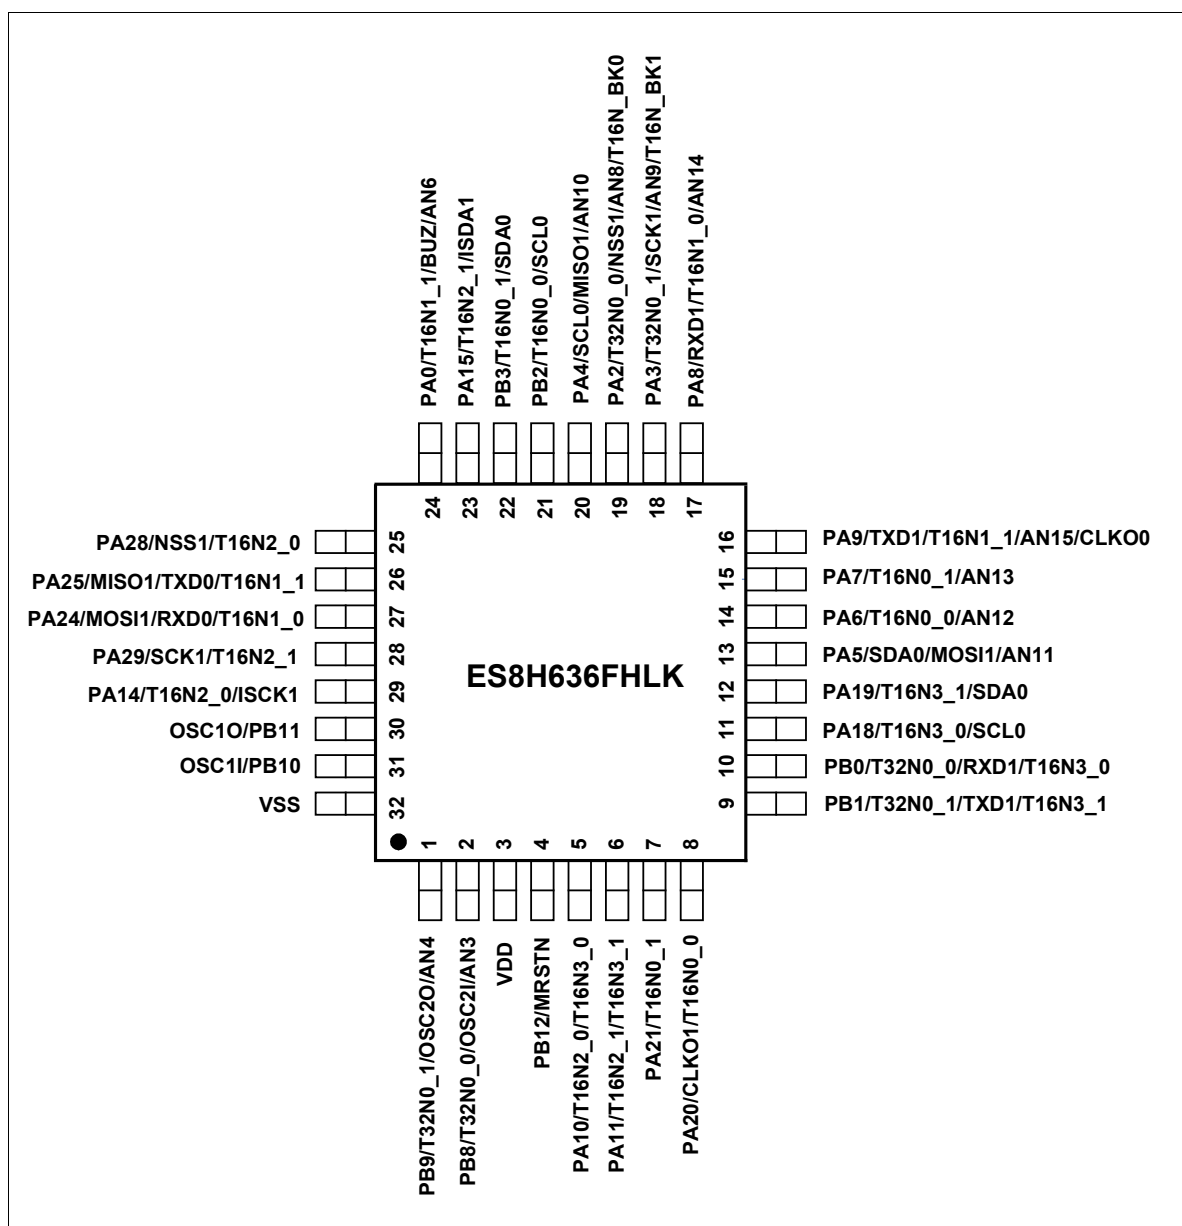 PA0/T16N1_1/BUZ/AN6
PA15/T16N2_1/ISDA1
PB3/T16N0_1/SDA0
PB2/T16N0_0/SCL0
PA4/SCL0/MISO1/AN10
PA2/T32N0_0/NSS1/AN8/T16N_BK0
PA3/T32N0_1/SCK1/AN9/T16N_BK1
PA8/RXD1/T16N1_0/AN14
24
23
22
21
20
19
18
17
PA28/NSS1/T16N2_0
25
PA25/MISO1/TXD0/T16N1_1
26
PA24/MOSI1/RXD0/T16N1_0
27
PA29/SCK1/T16N2_1
28
PA14/T16N2_0/ISCK1
29
OSC1O/PB11
30
OSC1I/PB10
31
VSS
32
ES8H636FHLK
16
PA9/TXD1/T16N1_1/AN15/CLKO0
15
PA7/T16N0_1/AN13
14
PA6/T16N0_0/AN12
13
PA5/SDA0/MOSI1/AN11
12
PA19/T16N3_1/SDA0
11
PA18/T16N3_0/SCL0
10
PB0/T32N0_0/RXD1/T16N3_0
9
PB1/T32N0_1/TXD1/T16N3_1
1
2
3
4
5
6
7
8
PB9/T32N0_1/OSC2O/AN4
PB8/T32N0_0/OSC2I/AN3
VDD
PB12/MRSTN
PA10/T16N2_0/T16N3_0
PA11/T16N2_1/T16N3_1
PA21/T16N0_1
PA20/CLKO1/T16N0_0